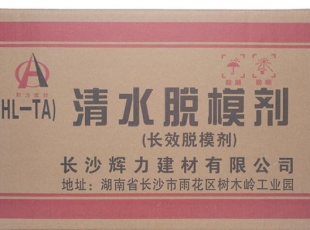 (HL-TA)
清水脱模剂
(长效脱模剂)
长沙辉力建材有限公司
地址:湖南省长沙市雨花区树木岭工业园